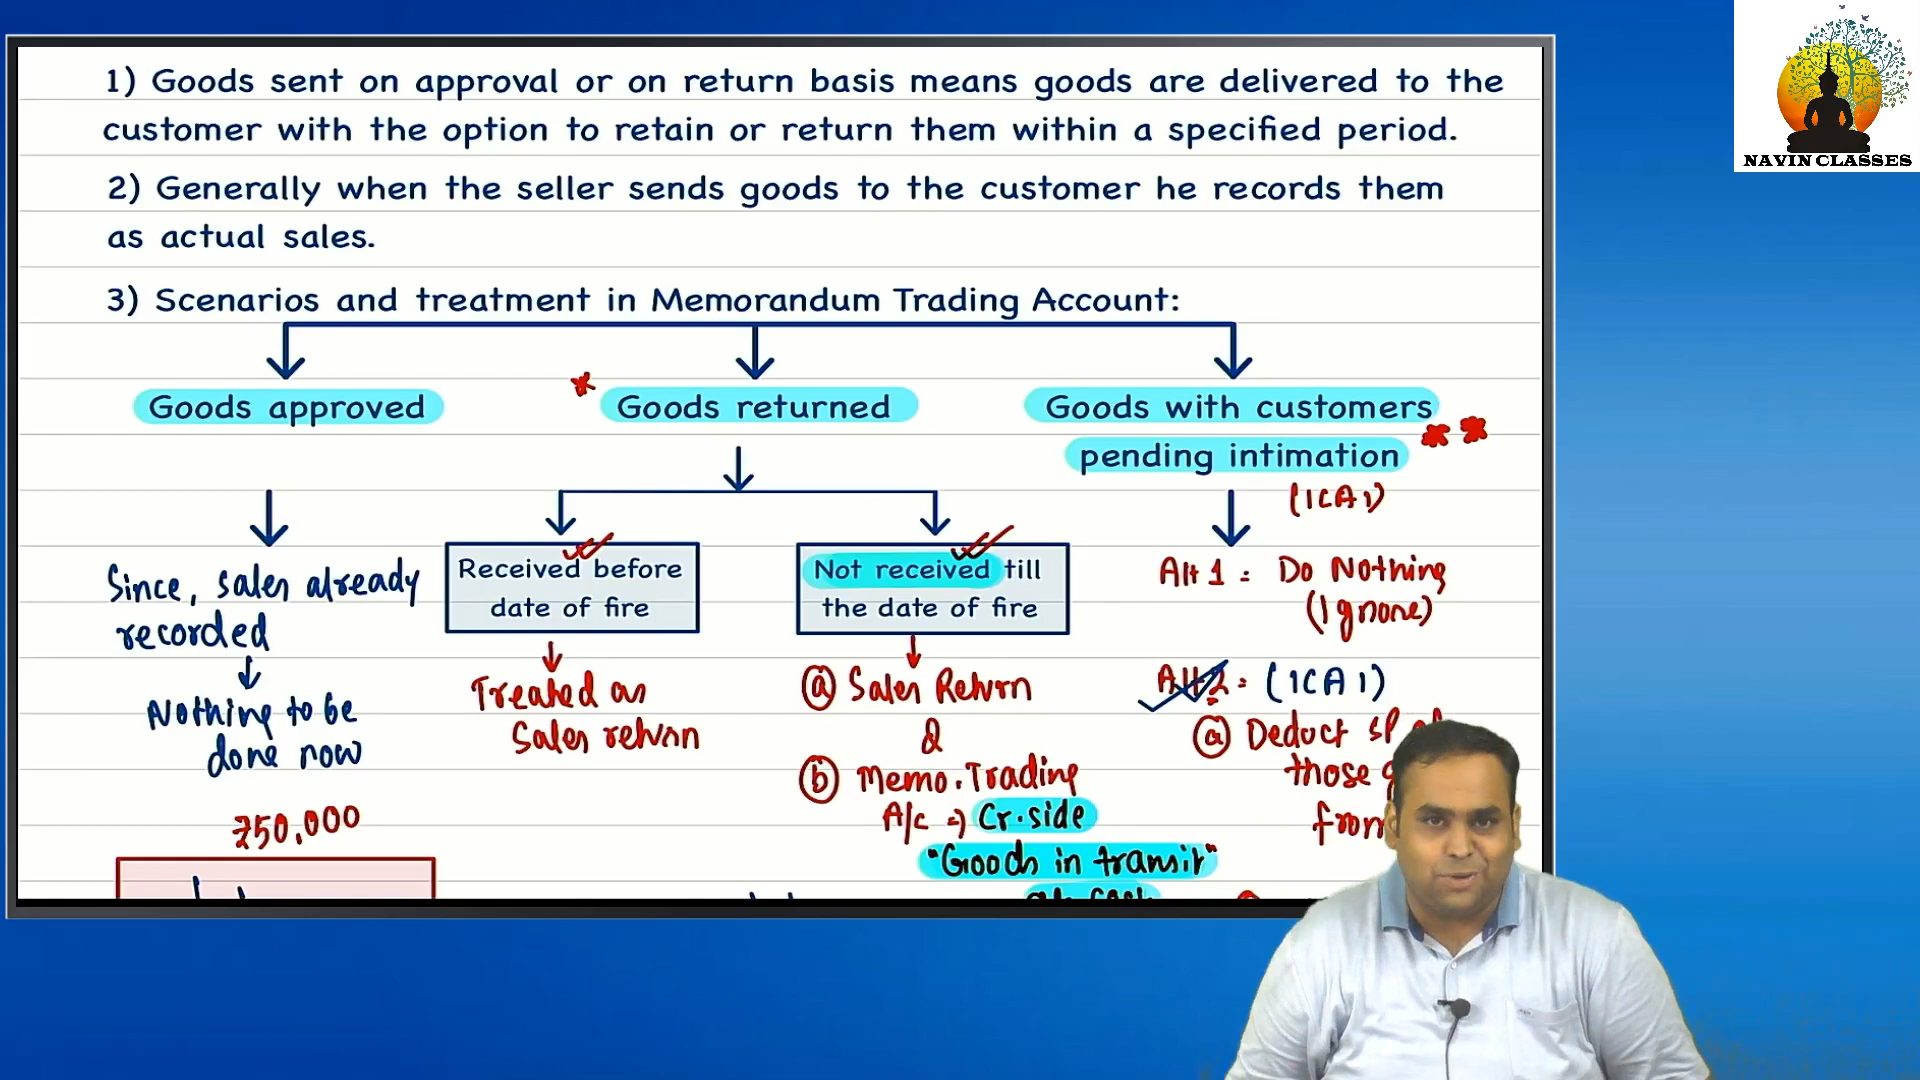 1) Goods sent on approval or on return basis means goods are delivered to the
customer with the option to retain or return them within a specified period.
2) Generally when the seller sends goods to the customer he records them
as actual sales.
3) Scenarios and treatment in Memorandum Trading Account:
Goods approved
Since, sales already
recorded
Nothing to be
done now
₹50,000
* Goods returned
Received before
date of fire
Treated as
Sales return
Not received till
the date of fire
(a) Sales Return
&
(b) Memo. Trading
A/c => Cr. side
"Goods in transit"
Goods with customers
pending intimation **
(ICAI)
Alt 1 = Do Nothing
(Ignore)
Alt 2 = (ICAI)
(a) Deduct SP of
those
from
NAVIN CLASSES